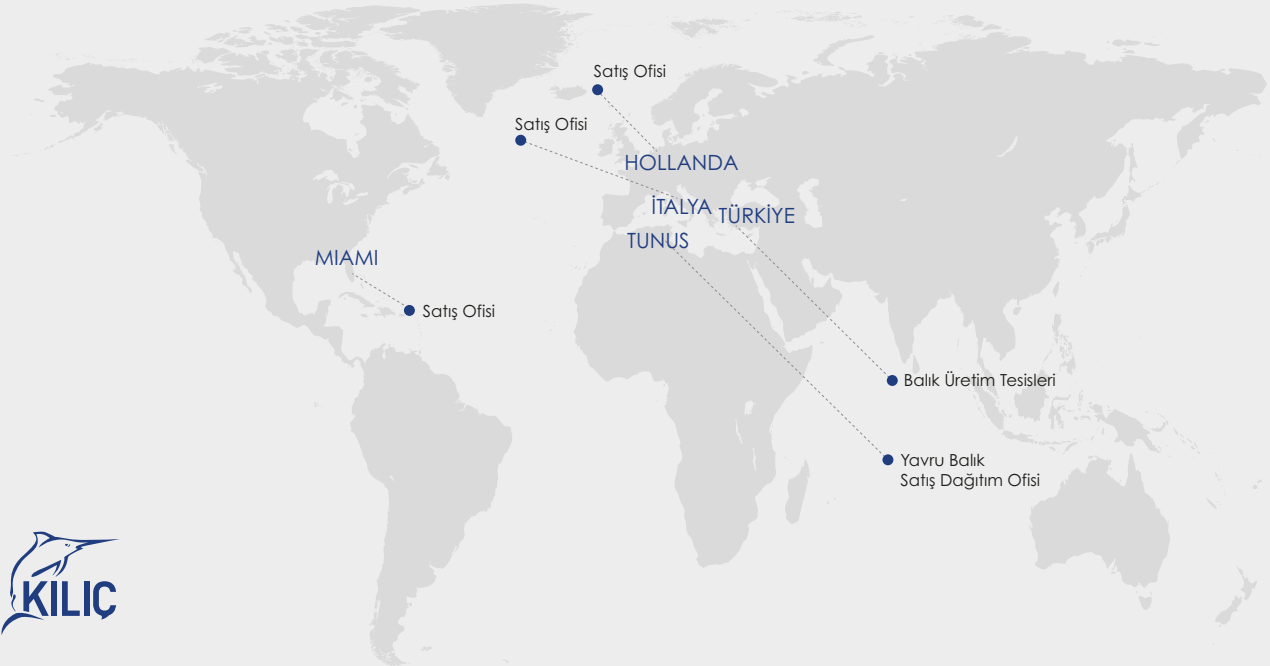 Satış Ofisi
Satış Ofisi
HOLLANDA
İTALYA
TÜRKİYE
TUNUS
MIAMI
Satış Ofisi
Balık Üretim Tesisleri
Yavru Balık
Satış Dağıtım Ofisi
KILIÇ